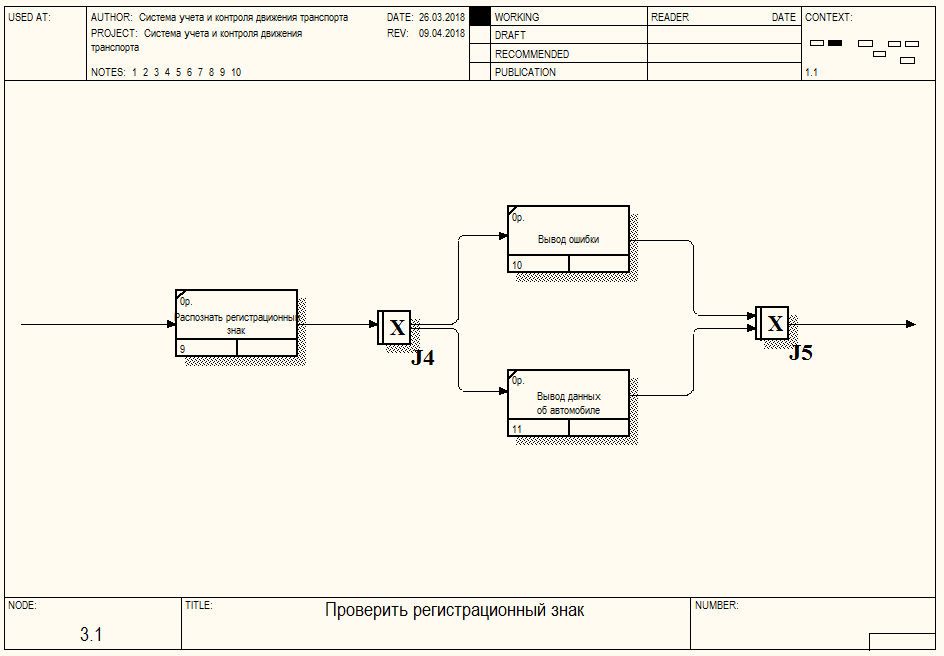 USED AT:
AUTHOR: Система учета и контроля движения транспорта
DATE: 26.03.2018
PROJECT: Система учета и контроля движения
REV: 09.04.2018
транспорта
NOTES: 1 2 3 4 5 6 7 8 9 10
WORKING
DRAFT
RECOMMENDED
PUBLICATION
READER DATE
CONTEXT:
1.1
0р.
Распознать регистрационный
знак
9
X
J4
0р.
Вывод ошибки
10
0р.
Вывод данных
об автомобиле
11
X
J5
NODE:
3.1
TITLE:
Проверить регистрационный знак
NUMBER: